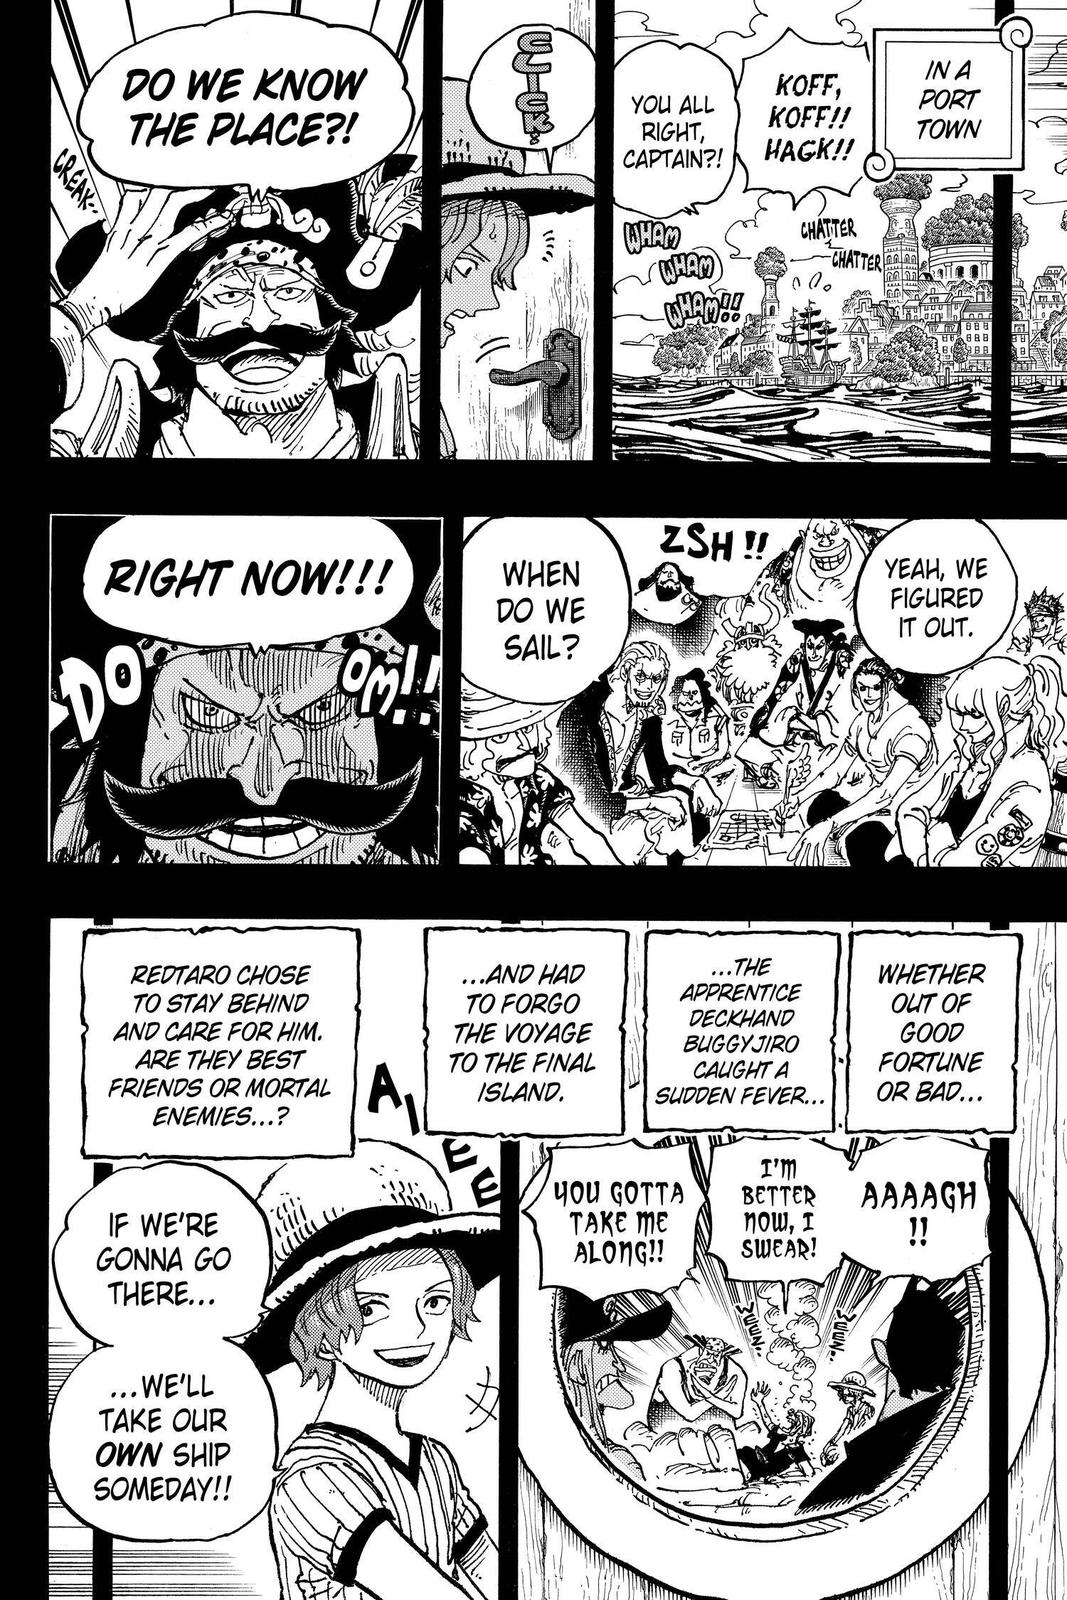 IN A
PORT
TOWN
KOFF,
KOFF!!
HAGK!!
YOU ALL
RIGHT,
CAPTAIN?!
CHATTER
CHATTER
WHAM
WHAM
WHAM!!
CLICK
DO WE KNOW
THE PLACE?!
CREAK-
YEAH, WE
FIGURED
IT OUT.
ZSH!!
WHEN
DO WE
SAIL?
RIGHT NOW!!!
DO
OM!!
WHETHER
OUT OF
GOOD
FORTUNE
OR BAD...
...THE
APPRENTICE
DECKHAND
BUGGYJIRO
CAUGHT A
SUDDEN FEVER...
...AND HAD
TO FORGO
THE VOYAGE
TO THE FINAL
ISLAND.
REDTARO CHOSE
TO STAY BEHIND
AND CARE FOR HIM.
ARE THEY BEST
FRIENDS OR MORTAL
ENEMIES...?
AAAAGH
!!
I'M
BETTER
NOW, I
SWEAR!
YOU GOTTA
TAKE ME
ALONG!!
WEEZ.
WEEZ.
AIEEE
IF WE'RE
GONNA GO
THERE...
...WE'LL
TAKE OUR
OWN SHIP
SOMEDAY!!